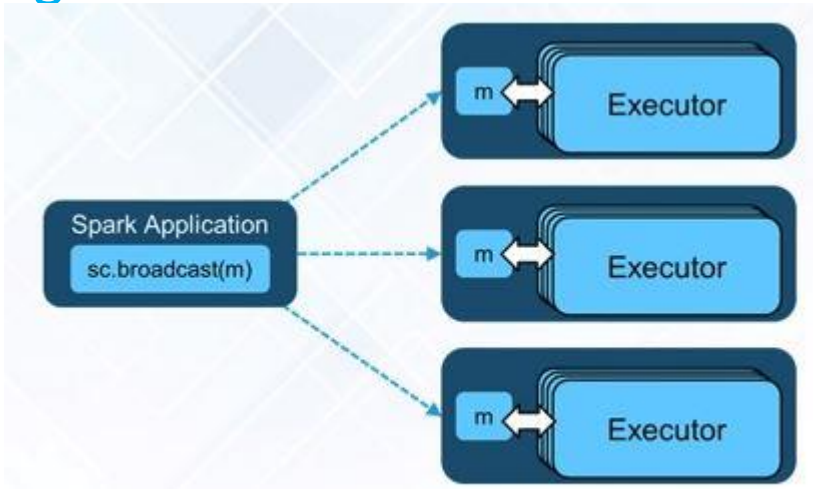 m
Executor
Spark Application
sc.broadcast(m)
m
Executor
m
Executor